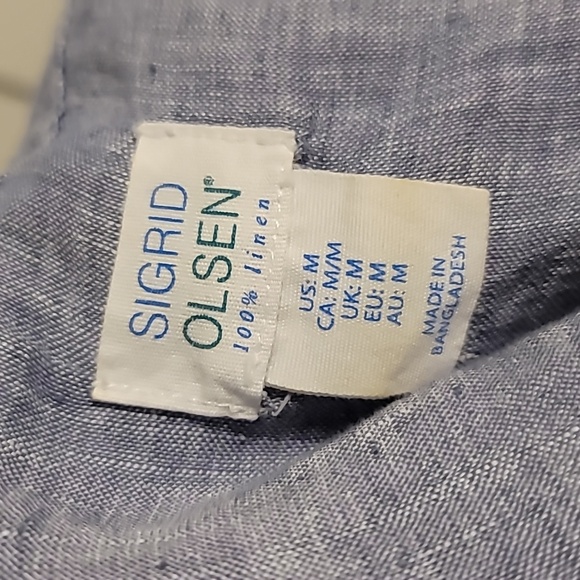 SIGRID
OLSEN®
100% linen
US: M
CA: M/M
UK: M
EU: M
AU: M
MADE IN
BANGLADESH